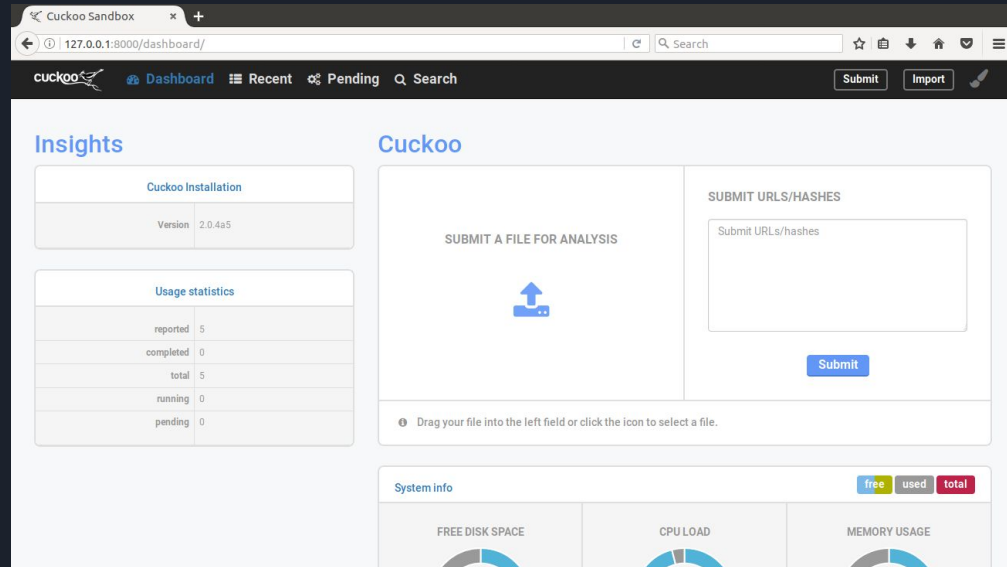 Cuckoo Sandbox × +
127.0.0.1:8000/dashboard/ Search
cuckoo Dashboard Recent Pending Search Submit Import
Insights
Cuckoo Installation
Version 2.0.4a5
Usage statistics
reported 5
completed 0
total 5
running 0
pending 0
Cuckoo
SUBMIT A FILE FOR ANALYSIS
SUBMIT URLS/HASHES
Submit URLs/hashes
Submit
Drag your file into the left field or click the icon to select a file.
System info free used total
FREE DISK SPACE CPU LOAD MEMORY USAGE